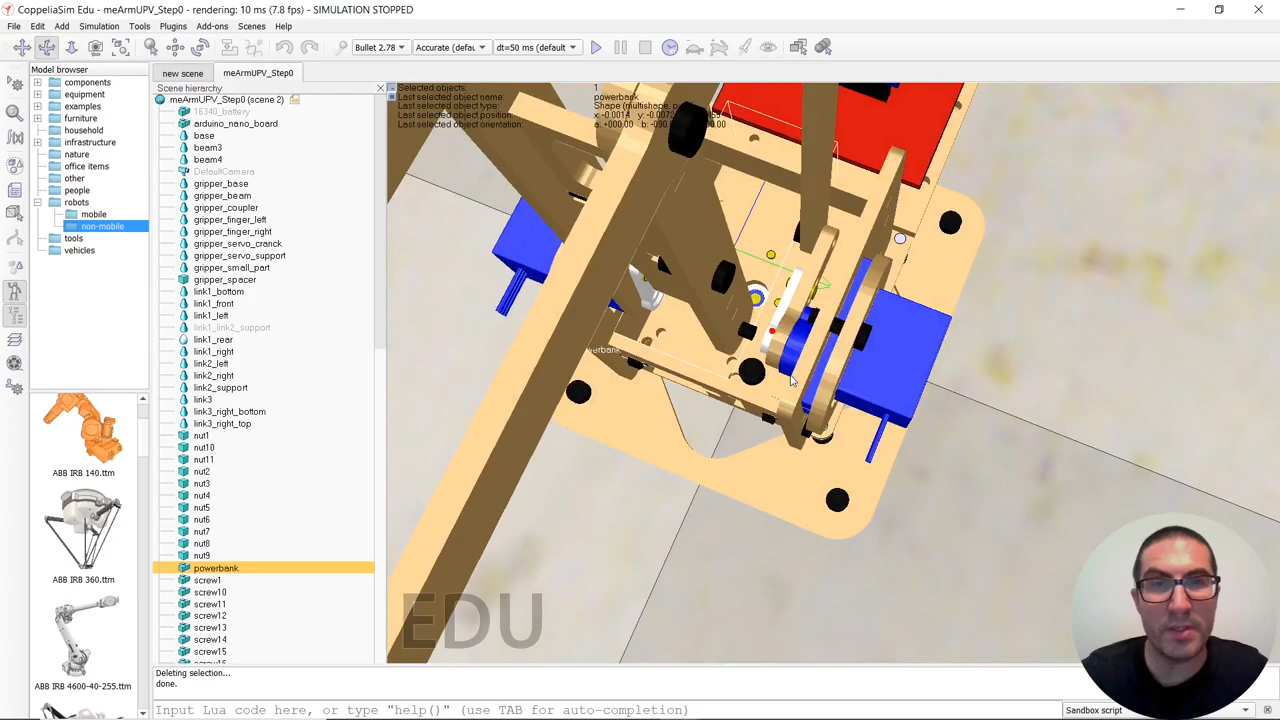 CoppeliaSim Edu - meArmUPV_Step0 - rendering: 10 ms (7.8 fps) - SIMULATION STOPPED
File Edit Add Simulation Tools Plugins Add-ons Scenes Help
Bullet 2.78 Accurate (defau dt=50 ms (default)
Model browser
components
equipment
examples
furniture
household
infrastructure
nature
office items
other
people
robots
mobile
non-mobile
tools
vehicles
ABB IRB 140.ttm
ABB IRB 360.ttm
ABB IRB 4600-40-255.ttm
new scene meArmUPV_Step0
Scene hierarchy
meArmUPV_Step0 (scene 2)
16340_battery
arduino_nano_board
base
beam3
beam4
DefaultCamera
gripper_base
gripper_beam
gripper_coupler
gripper_finger_left
gripper_finger_right
gripper_servo_cranck
gripper_servo_support
gripper_small_part
gripper_spacer
link1_bottom
link1_front
link1_left
link1_link2_support
link1_rear
link1_right
link2_left
link2_right
link2_support
link3
link3_right_bottom
link3_right_top
nut1
nut10
nut11
nut2
nut3
nut4
nut5
nut6
nut7
nut8
nut9
powerbank
screw1
screw10
screw11
screw12
screw13
screw14
screw15
Selected objects: 1
Last selected object name: powerbank
Last selected object type: Shape
Last selected object position:
Last selected object orientation:
EDU
Deleting selection...
done.
Input Lua code here, or type "help()" (use TAB for auto-completion)
Sandbox script